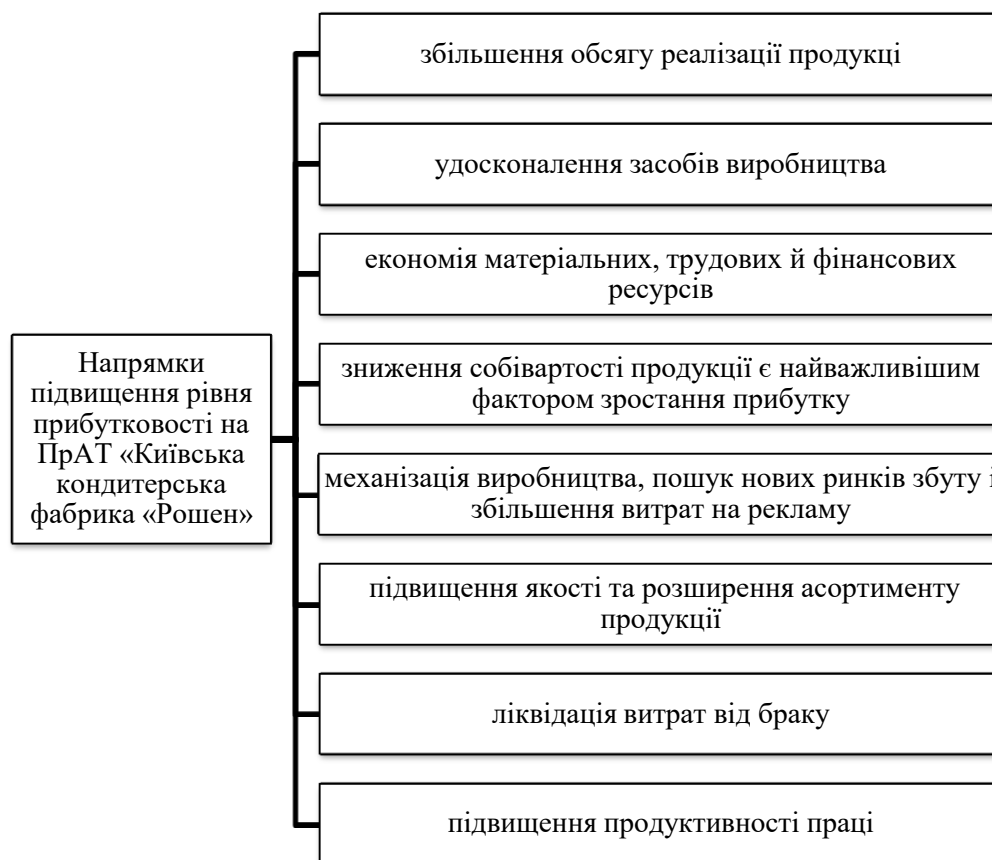 збільшення обсягу реалізації продукці
удосконалення засобів виробництва
економія матеріальних, трудових й фінансових
ресурсів
Напрямки
підвищення рівня
прибутковості на
ПрАТ «Київська
кондитерська
фабрика «Рошен»
зниження собівартості продукції є найважливішим
фактором зростання прибутку
механізація виробництва, пошук нових ринків збуту і
збільшення витрат на рекламу
підвищення якості та розширення асортименту
продукції
ліквідація витрат від браку
підвищення продуктивності праці